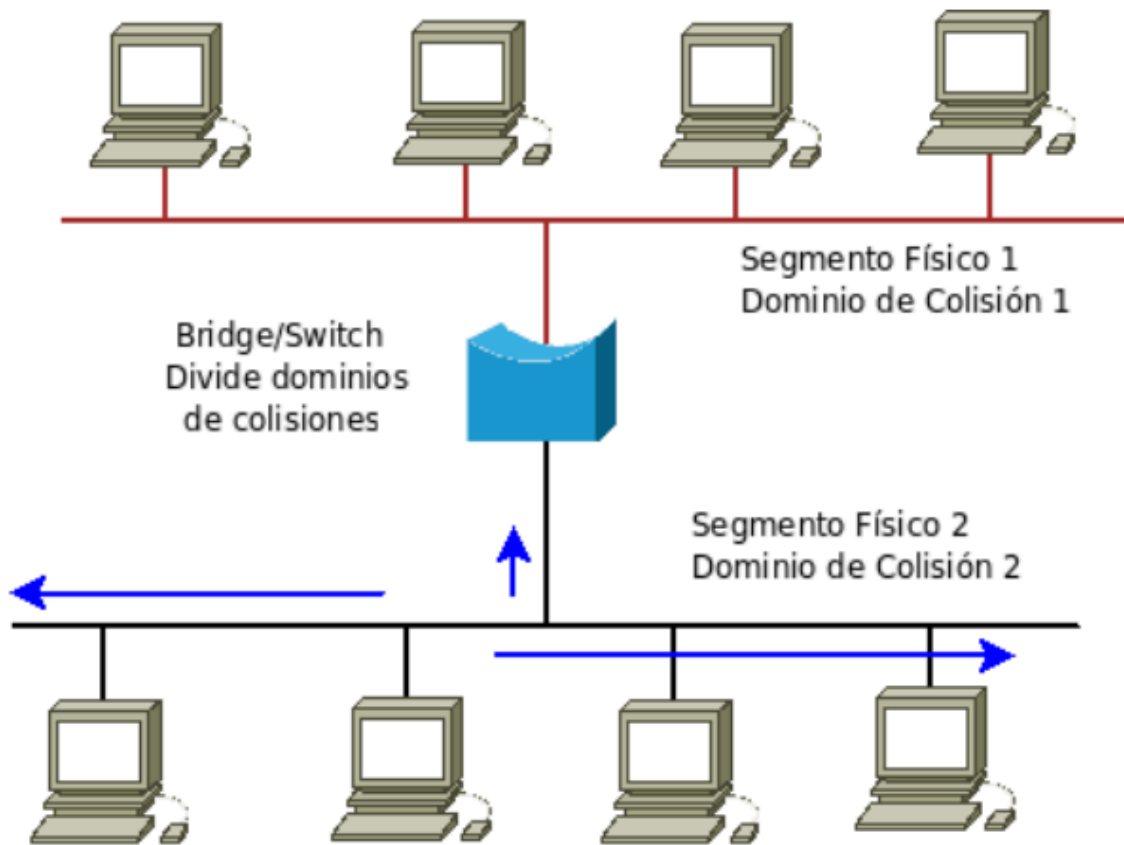 Segmento Físico 1
Dominio de Colisión 1
Bridge/Switch
Divide dominios
de colisiones
Segmento Físico 2
Dominio de Colisión 2